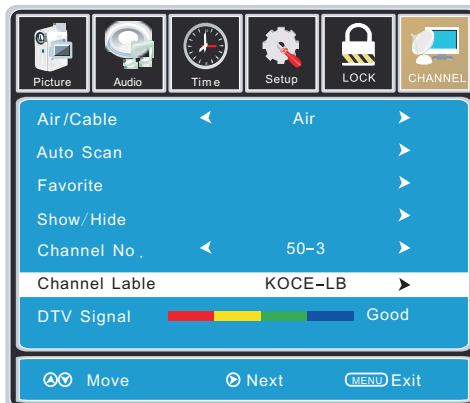 Picture Audio Time Setup LOCK CHANNEL
Air/Cable Air
Auto Scan
Favorite
Show/Hide
Channel No. 50-3
Channel Lable KOCE-LB
DTV Signal Good
Move Next MENU Exit